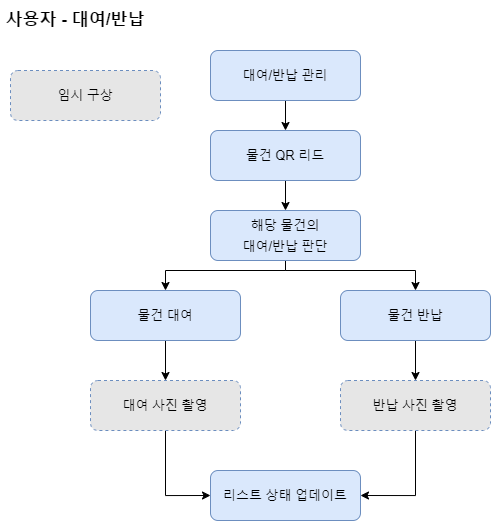 사용자 - 대여/반납
대여/반납 관리
임시 구상
물건 QR 리드
해당 물건의
대여/반납 판단
물건 대여
물건 반납
대여 사진 촬영
반납 사진 촬영
리스트 상태 업데이트